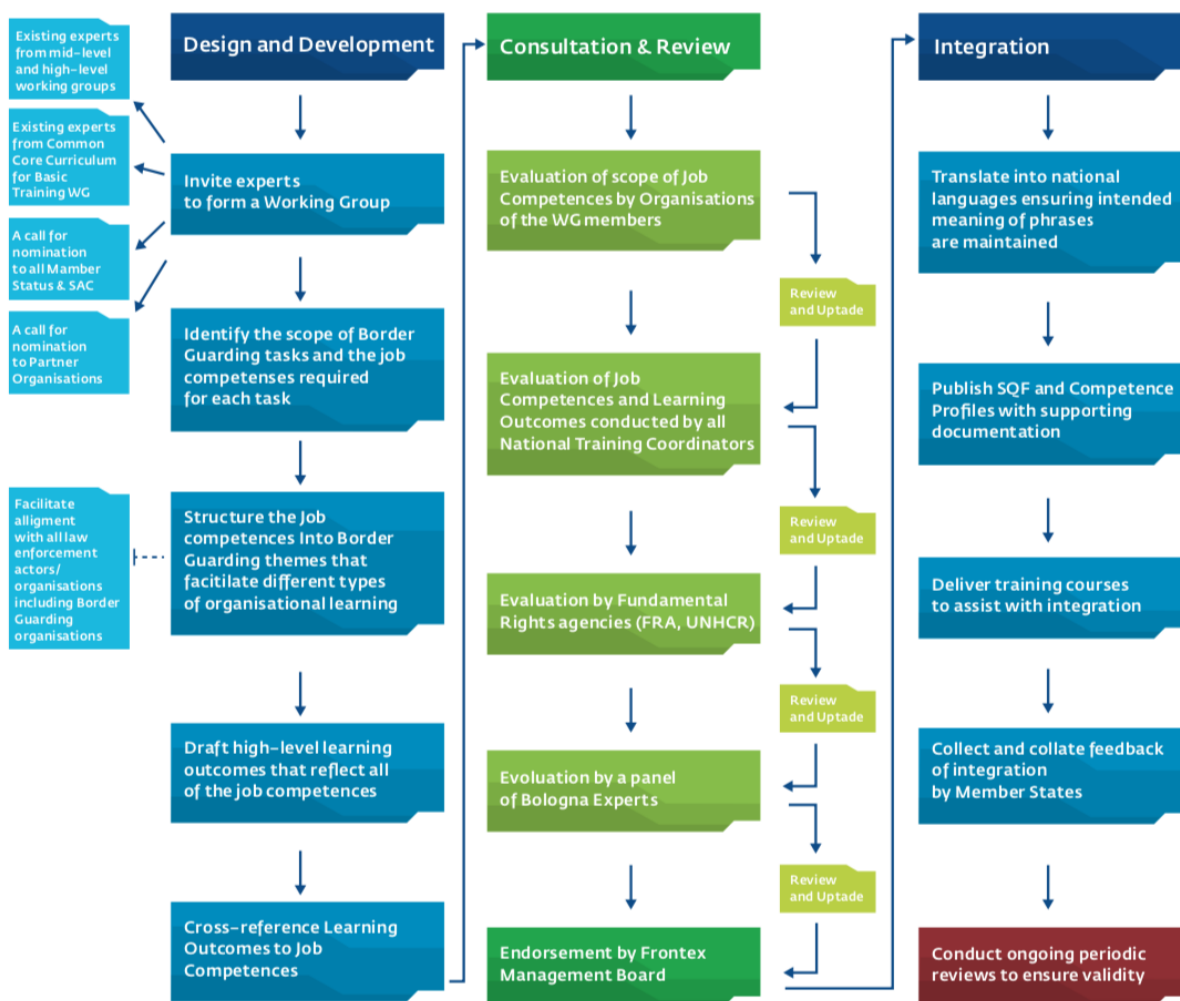 Existing experts
from mid-level
and high-level
working groups
Existing experts
from Common
Core Curriculum
for Basic
Training WG
A call for
nomination
to all Mamber
Status & SAC
A call for
nomination
to Partner
Organisations
Facilitate
alligment
with all law
enforcement
actors/
organisations
including Border
Guarding
organisations
Design and Development
Invite experts
to form a Working Group
Identify the scope of Border
Guarding tasks and the job
competenses required
for each task
Structure the Job
competences Into Border
Guarding themes that
facitilate different types
of organisational learning
Draft high-level learning
outcomes that reflect all
of the job competences
Cross-reference Learning
Outcomes to Job
Competences
Consultation & Review
Evaluation of scope of Job
Competences by Organisations
of the WG members
Review
and Uptade
Evaluation of Job
Competences and Learning
Outcomes conducted by all
National Training Coordinators
Review
and Uptade
Evaluation by Fundamental
Rights agencies (FRA, UNHCR)
Review
and Uptade
Evoluation by a panel
of Bologna Experts
Review
and Uptade
Endorsement by Frontex
Management Board
Integration
Translate into national
languages ensuring intended
meaning of phrases
are maintained
Publish SQF and Competence
Profiles with supporting
documentation
Deliver training courses
to assist with integration
Collect and collate feedback
of integration
by Member States
Conduct ongoing periodic
reviews to ensure validity